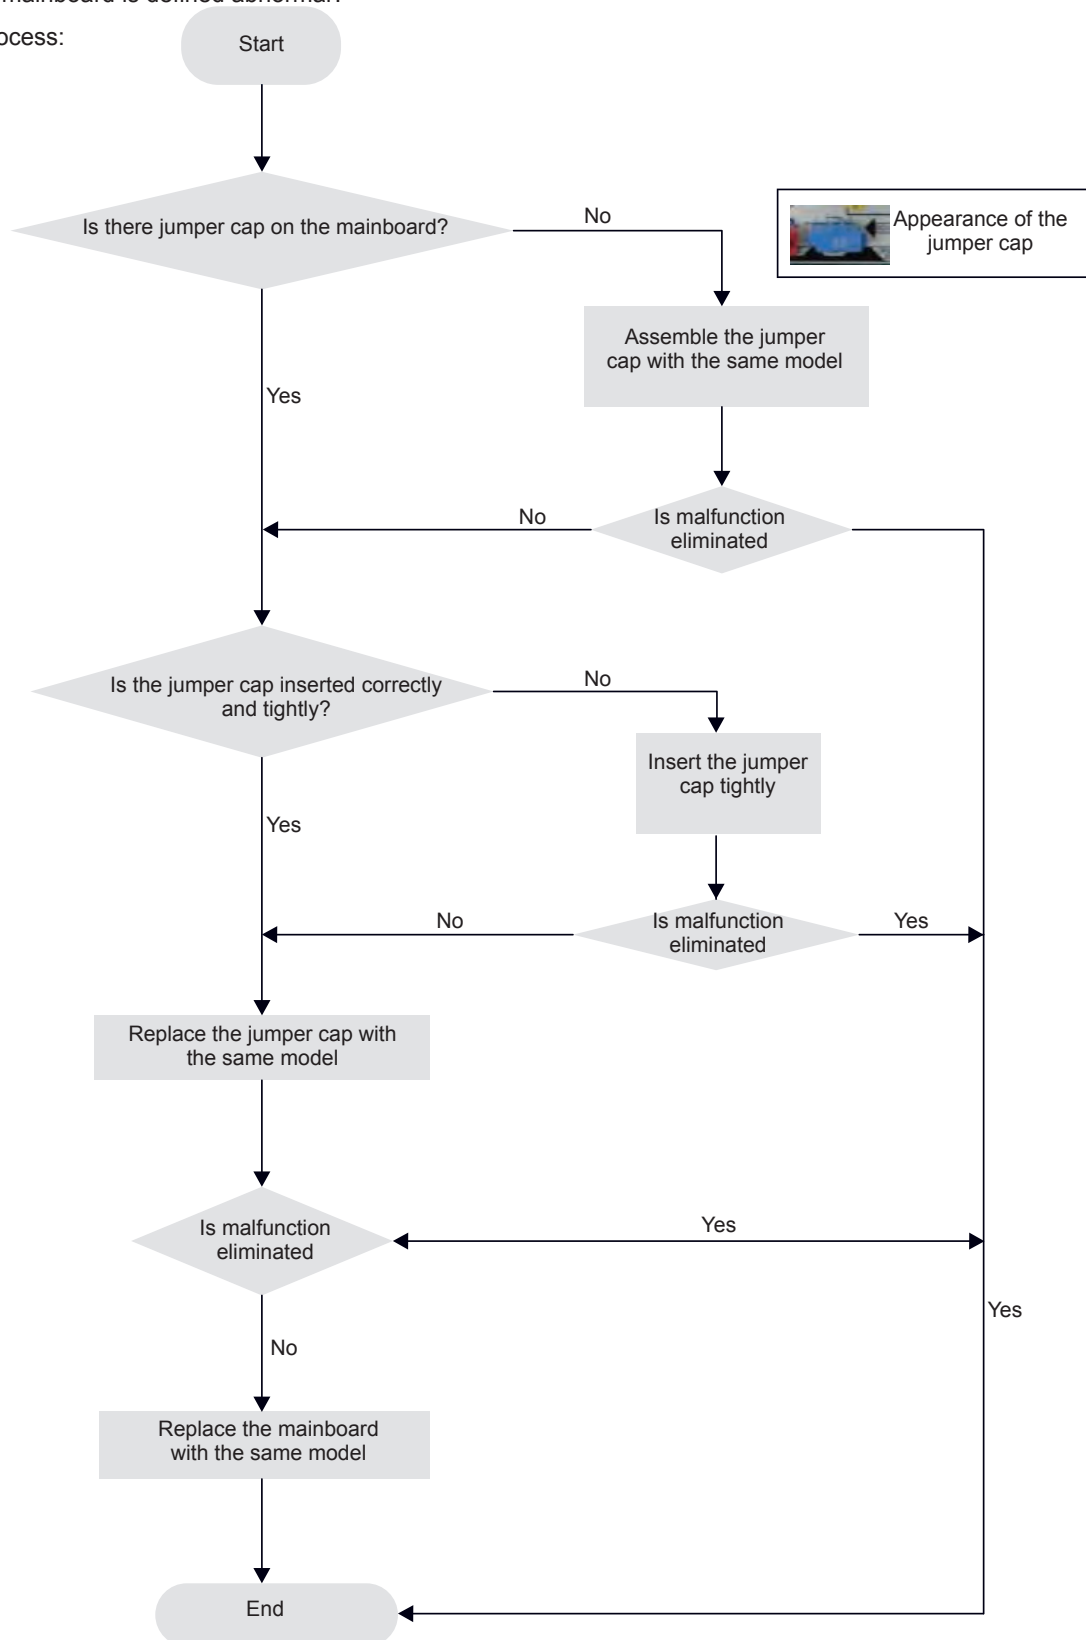 mainboard is defined abnormal.
ocess:
Start
Is there jumper cap on the mainboard?
No
Appearance of the
jumper cap
Assemble the jumper
cap with the same model
Yes
No
Is malfunction
eliminated
Is the jumper cap inserted correctly
and tightly?
No
Insert the jumper
cap tightly
Yes
No
Is malfunction
eliminated
Yes
Replace the jumper cap with
the same model
Is malfunction
eliminated
Yes
Yes
No
Replace the mainboard
with the same model
End